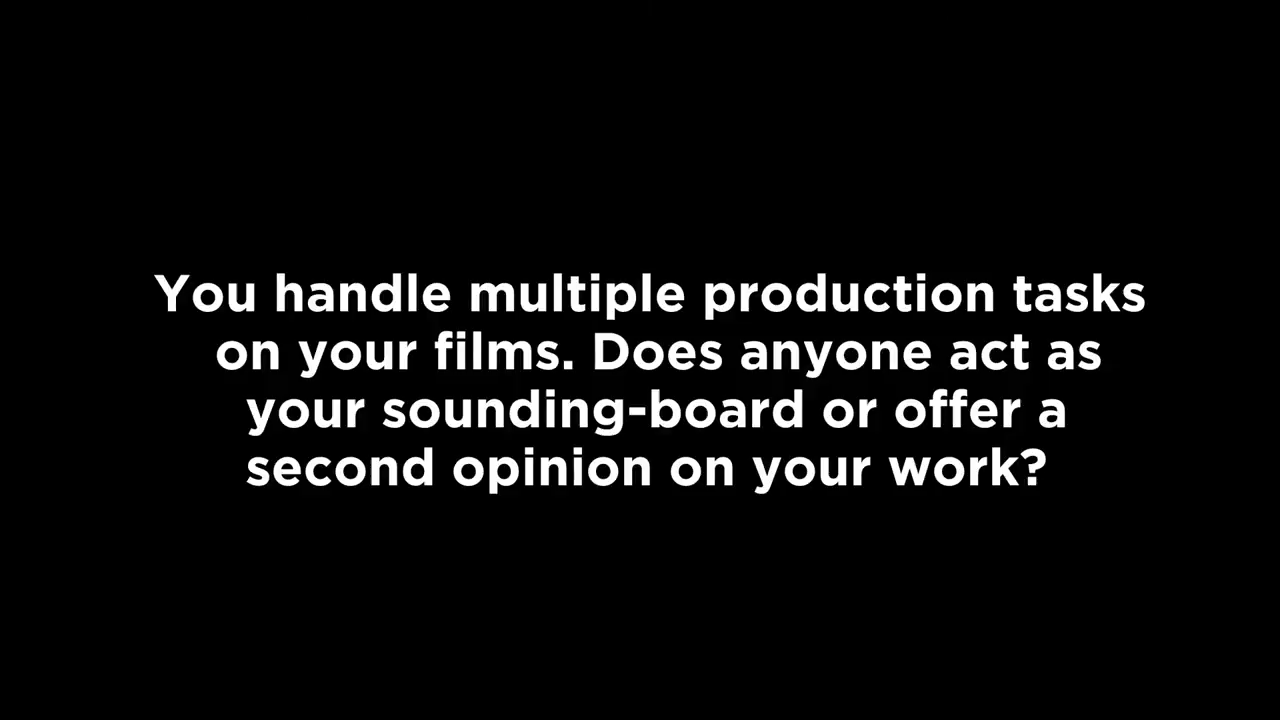 You handle multiple production tasks
on your films. Does anyone act as
your sounding-board or offer a
second opinion on your work?